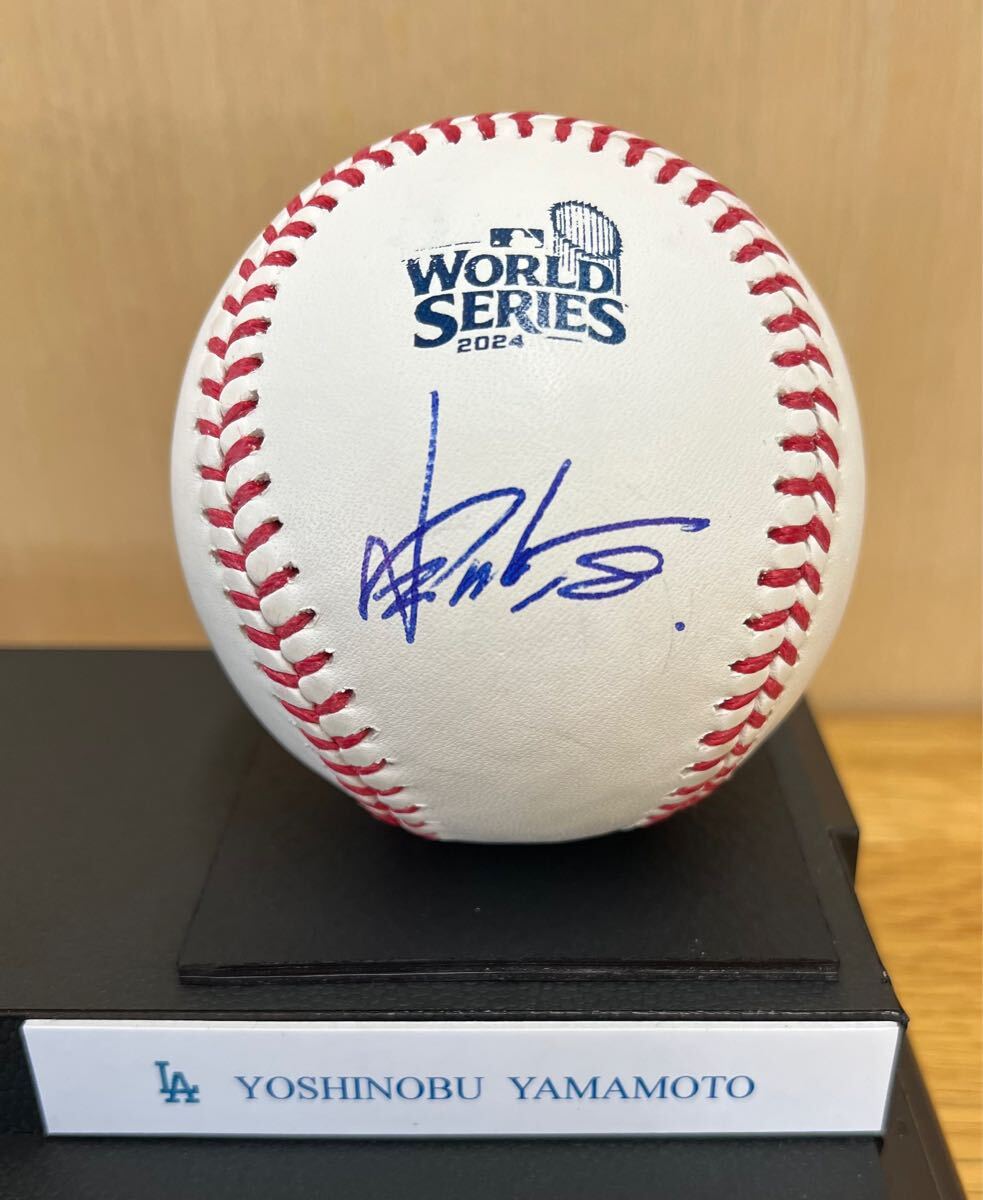 WORLD
SERIES
2024
LA YOSHINOBU YAMAMOTO